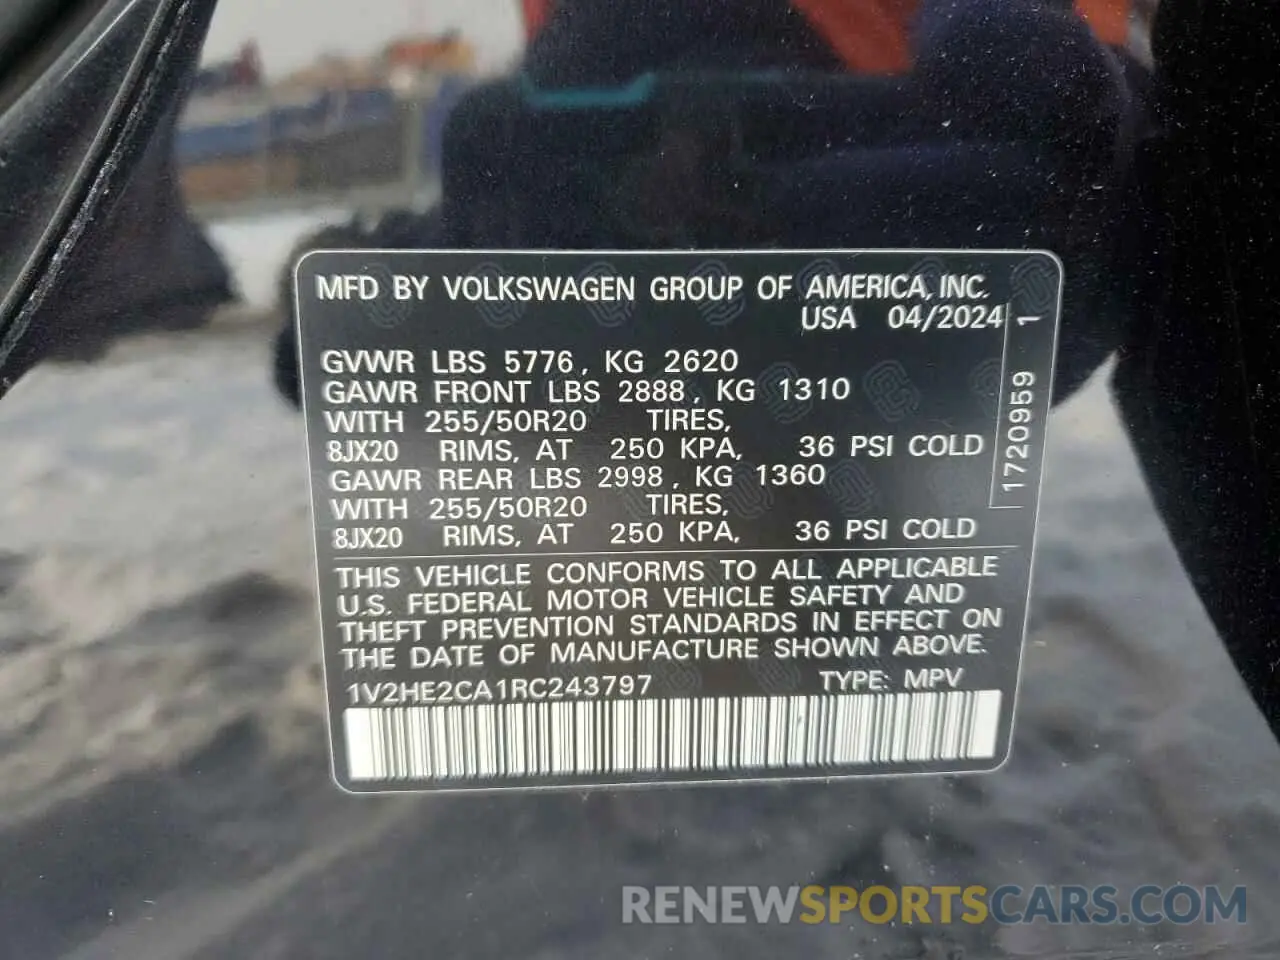 MFD BY VOLKSWAGEN GROUP OF AMERICA, INC.
USA 04/2024
GVWR LBS 5776, KG 2620
GAWR FRONT LBS 2888, KG 1310
WITH 255/50R20 TIRES,
8JX20 RIMS, AT 250 KPA, 36 PSI COLD
GAWR REAR LBS 2998, KG 1360
WITH 255/50R20 TIRES,
8JX20 RIMS, AT 250 KPA, 36 PSI COLD
1720959 1
THIS VEHICLE CONFORMS TO ALL APPLICABLE
U.S. FEDERAL MOTOR VEHICLE SAFETY AND
THEFT PREVENTION STANDARDS IN EFFECT ON
THE DATE OF MANUFACTURE SHOWN ABOVE.
1V2HE2CA1RC243797 TYPE: MPV
RENEWSPORTSCARS.COM